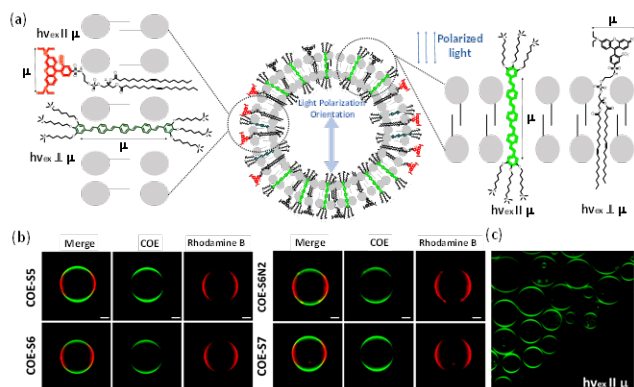 (a)
hνex || μ
μ
μ
hνex ⊥ μ
Light Polarization
Orientation
Polarized
light
μ
hνex || μ
μ
hνex ⊥ μ
(b)
Merge COE Rhodamine B
Merge COE Rhodamine B
(c)
COE-S5
COE-S6N2
COE-S6
COE-S7
hνex || μ